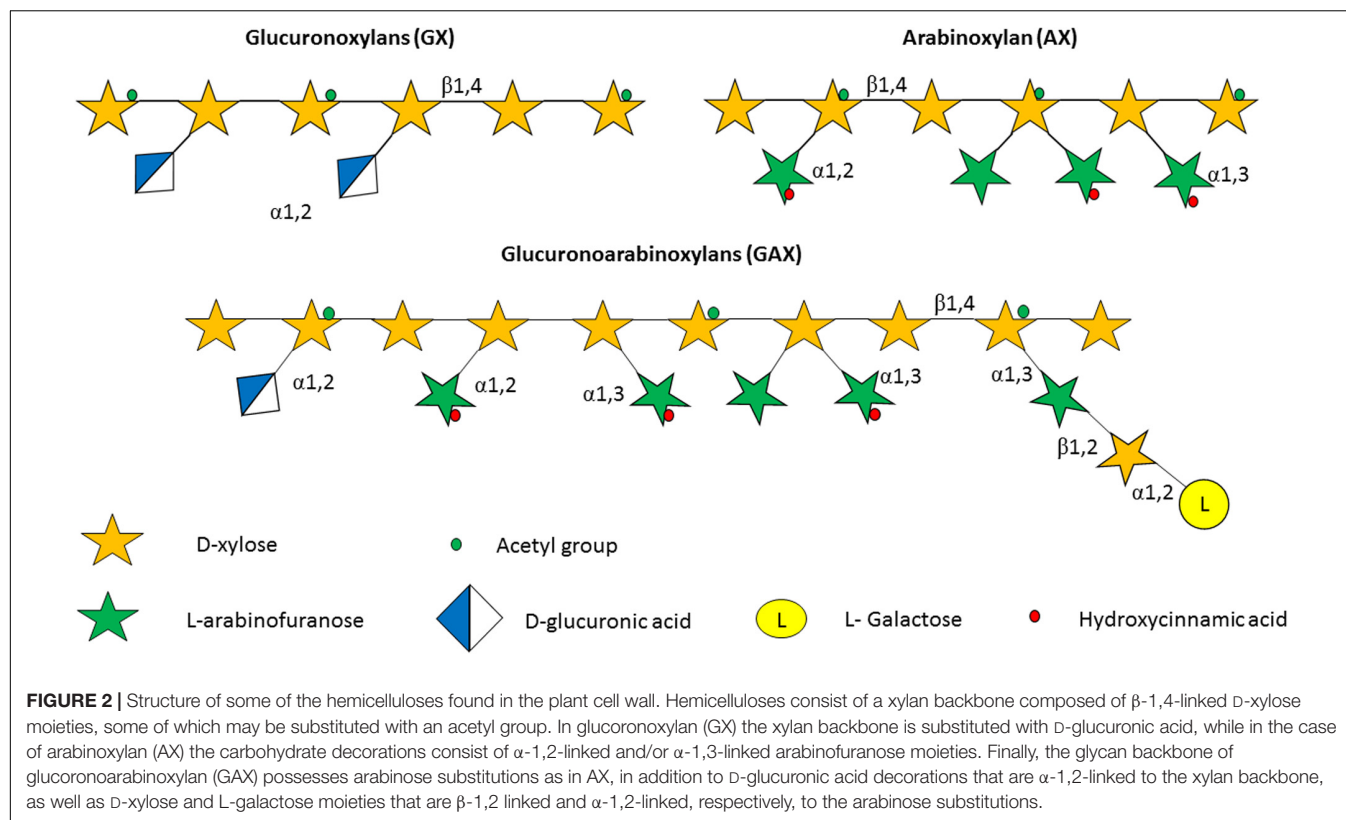 Glucuronoxylans (GX)
Arabinoxylan (AX)
β1,4
β1,4
α1,2
α1,2
α1,3
Glucuronoarabinoxylans (GAX)
β1,4
α1,2
α1,2
α1,3
α1,3
α1,3
β1,2
α1,2
L
D-xylose
Acetyl group
L-arabinofuranose
D-glucuronic acid
L
L- Galactose
Hydroxycinnamic acid
FIGURE 2 | Structure of some of the hemicelluloses found in the plant cell wall. Hemicelluloses consist of a xylan backbone composed of β-1,4-linked D-xylose
moieties, some of which may be substituted with an acetyl group. In glucoronoxylan (GX) the xylan backbone is substituted with D-glucuronic acid, while in the case
of arabinoxylan (AX) the carbohydrate decorations consist of α-1,2-linked and/or α-1,3-linked arabinofuranose moieties. Finally, the glycan backbone of
glucoronoarabinoxylan (GAX) possesses arabinose substitutions as in AX, in addition to D-glucuronic acid decorations that are α-1,2-linked to the xylan backbone,
as well as D-xylose and L-galactose moieties that are β-1,2 linked and α-1,2-linked, respectively, to the arabinose substitutions.